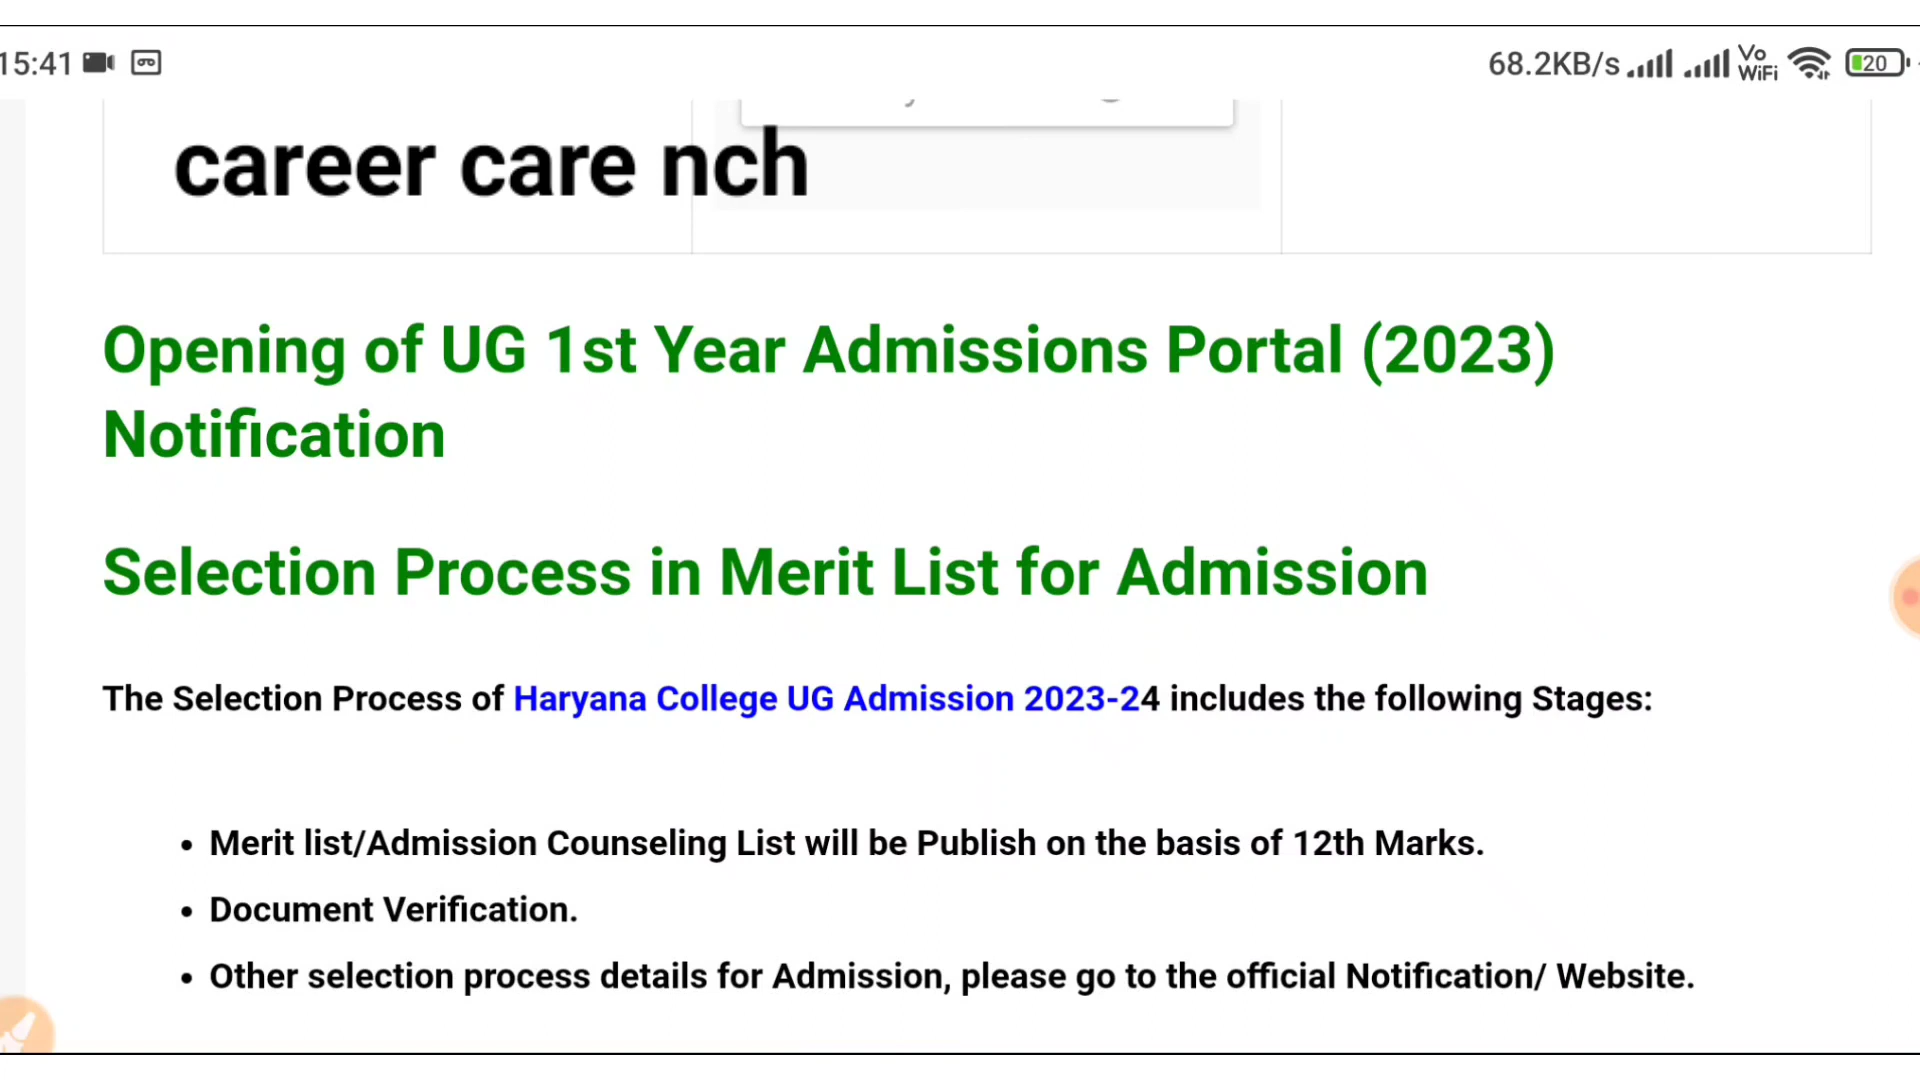 15:41 68.2KB/s Vo WiFi 20
career care nch
Opening of UG 1st Year Admissions Portal (2023)
Notification
Selection Process in Merit List for Admission
The Selection Process of Haryana College UG Admission 2023-24 includes the following Stages:
• Merit list/Admission Counseling List will be Publish on the basis of 12th Marks.
• Document Verification.
• Other selection process details for Admission, please go to the official Notification/ Website.